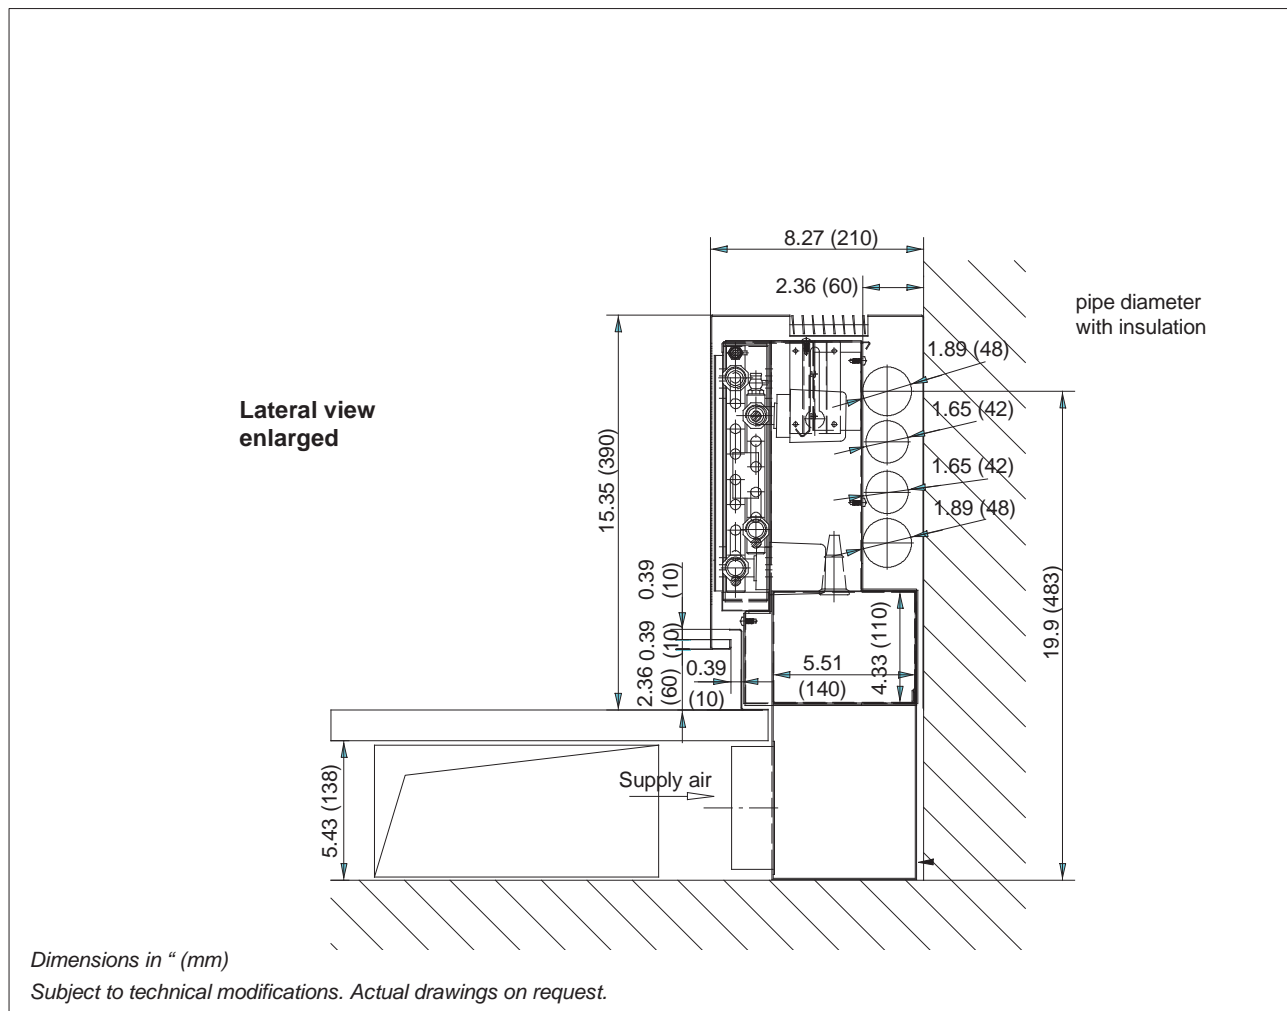 8.27 (210)
2.36 (60)
pipe diameter
with insulation
1.89 (48)
Lateral view
enlarged
1.65 (42)
15.35 (390)
1.65 (42)
1.89 (48)
0.39
(10)
19.9 (483)
0.39
(10)
2.36
(60)
0.39
(10)
5.51
(140)
4.33 (110)
Supply air
5.43 (138)
Dimensions in “ (mm)
Subject to technical modifications. Actual drawings on request.